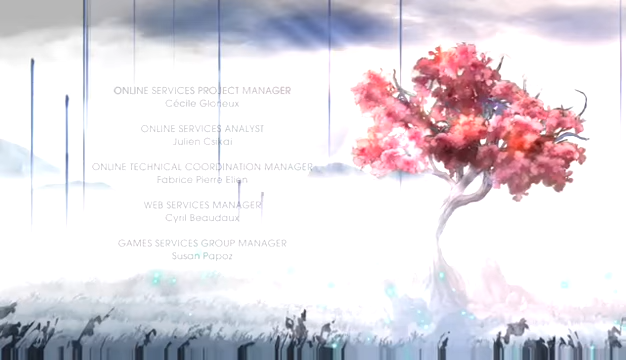 ONLINE SERVICES PROJECT MANAGER
Cécile Glorieux
ONLINE SERVICES ANALYST
Julien Csikai
ONLINE TECHNICAL COORDINATION MANAGER
Fabrice Pierre Elien
WEB SERVICES MANAGER
Cyril Beaudaux
GAMES SERVICES GROUP MANAGER
Susan Papoz